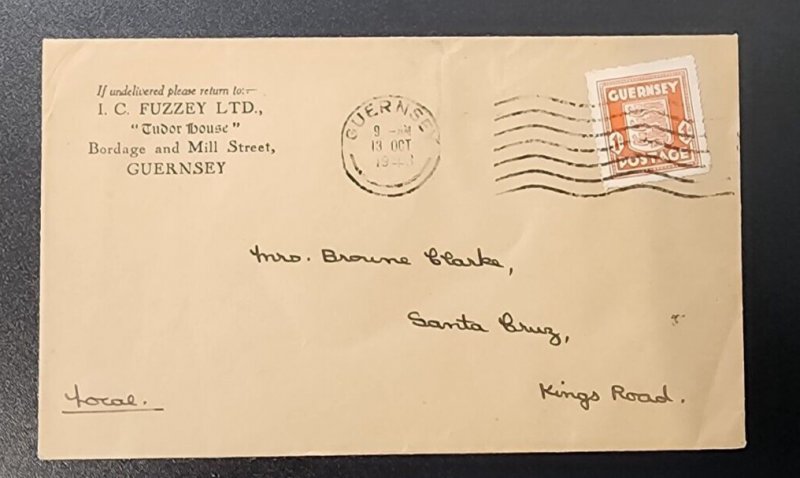 If undelivered please return to:—
I. C. FUZZEY LTD.,
"Tudor House"
Bordage and Mill Street,
GUERNSEY
GUERNSEY
9 - AM
13 OCT
GUERNSEY
POSTAGE
Mrs. Browne Clarke,
Santa Cruz,
Kings Road.
Local.